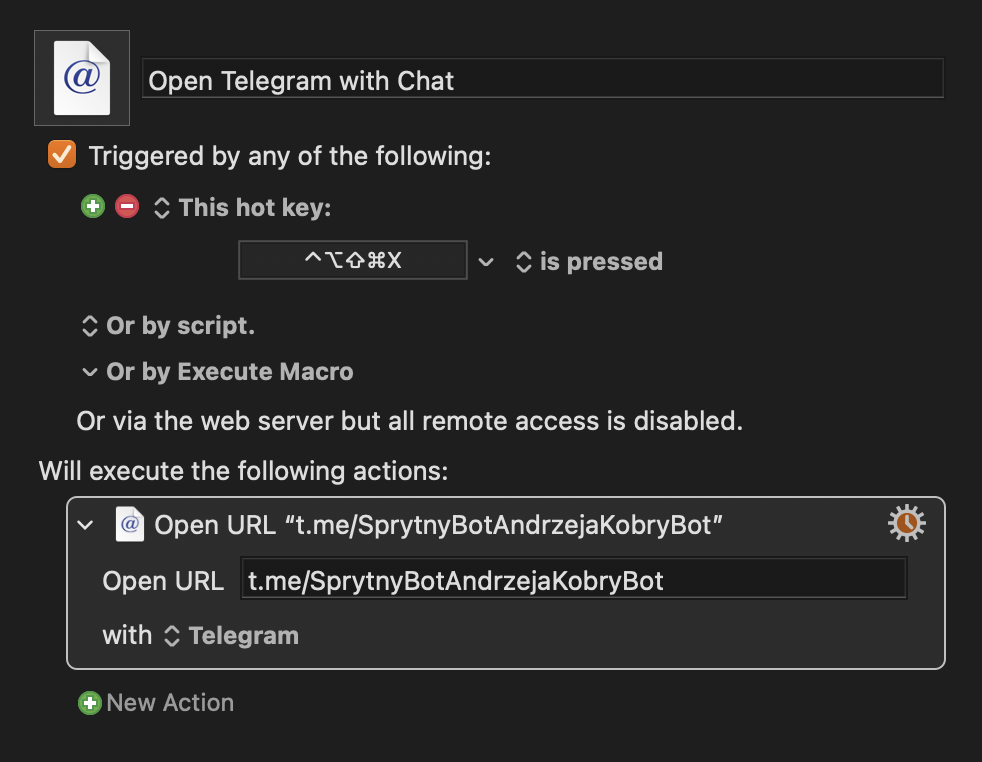 Open Telegram with Chat
Triggered by any of the following:
This hot key:
^⌥⇧⌘X is pressed
Or by script.
Or by Execute Macro
Or via the web server but all remote access is disabled.
Will execute the following actions:
@ Open URL “t.me/SprytnyBotAndrzejaKobryBot”
Open URL t.me/SprytnyBotAndrzejaKobryBot
with Telegram
New Action